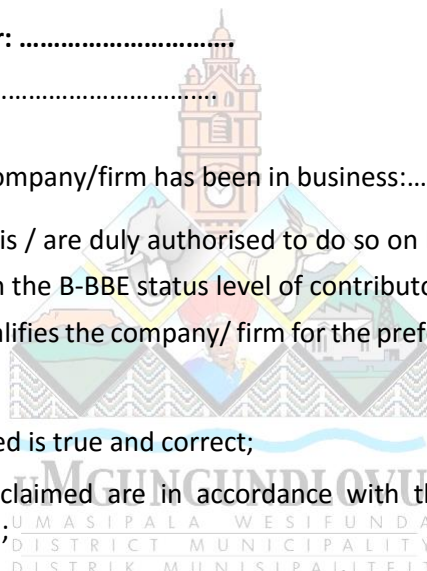 r: ……………………………
……………………………….
ompany/firm has been in business:…
is / are duly authorised to do so on
n the B-BBE status level of contributo
alifies the company/ firm for the pref
ed is true and correct;
claimed are in accordance with th
;
UMGUNGUNDLOVU
UMASIPALA WESIFUNDA
DISTRICT MUNICIPALITY
DISTRIK MUNISIPALITEIT